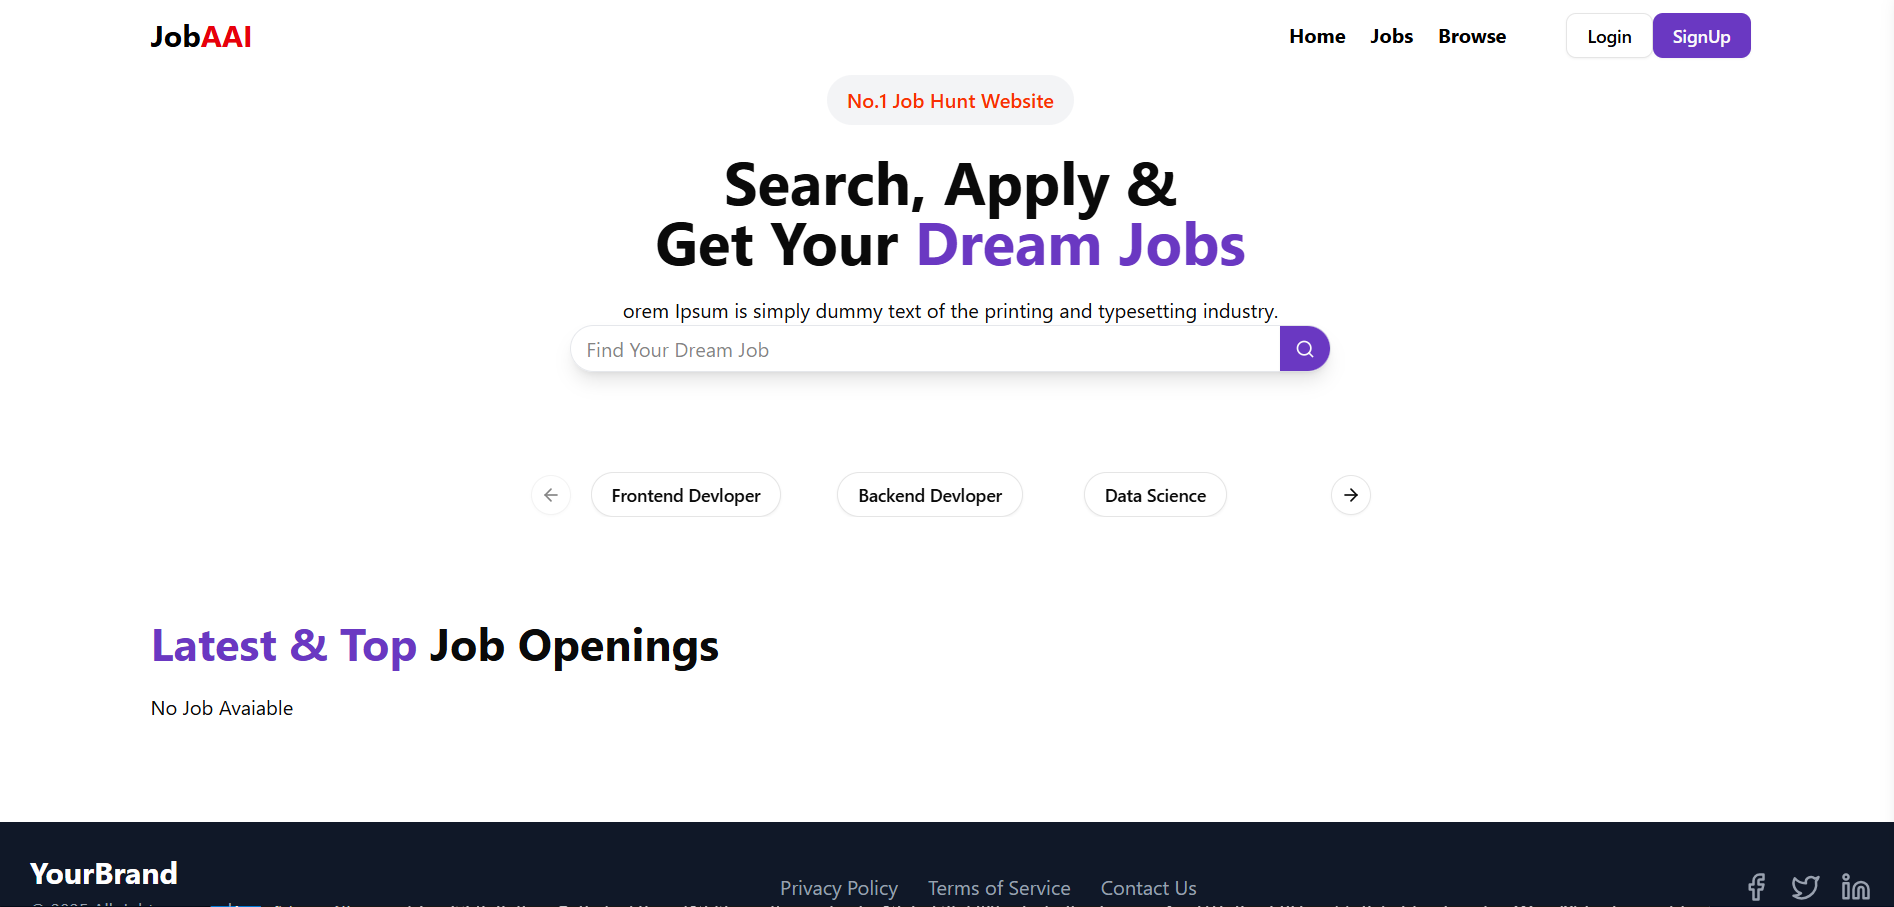 JobAAI
Home Jobs Browse Login SignUp
No.1 Job Hunt Website
Search, Apply &
Get Your Dream Jobs
orem Ipsum is simply dummy text of the printing and typesetting industry.
Find Your Dream Job
Frontend Devloper Backend Devloper Data Science
Latest & Top Job Openings
No Job Avaiable
YourBrand
Privacy Policy Terms of Service Contact Us